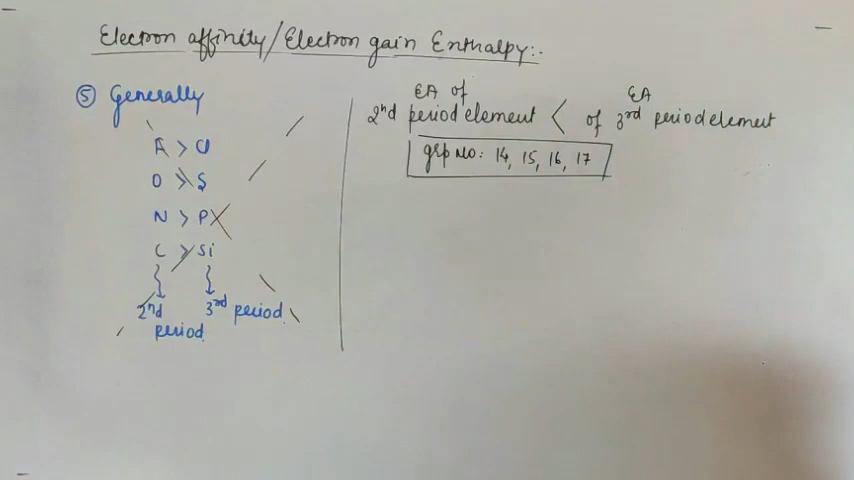 Electron affinity/Electron gain Enthalpy:-
⑤ Generally
F > Cl
O > S
N > P
C > Si
2nd period
3rd period
EA of 2nd period element < EA of 3rd period element
grp no: 14, 15, 16, 17